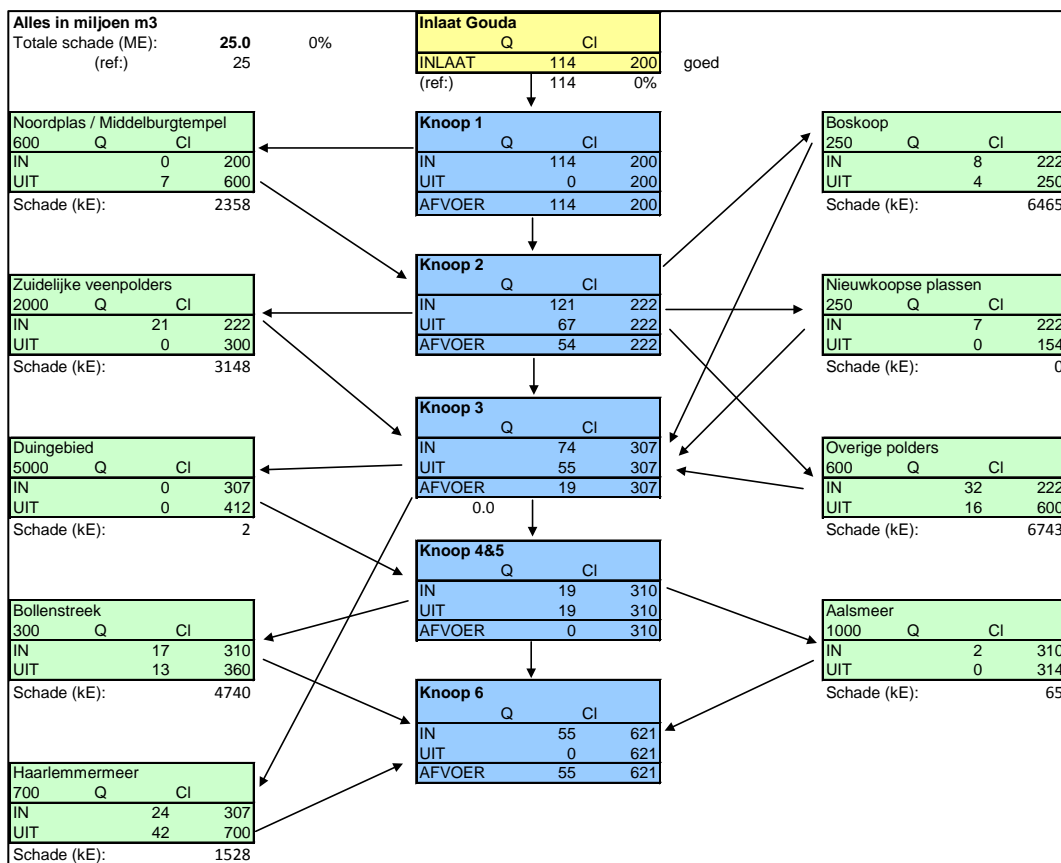 Alles in miljoen m3
Totale schade (ME): 25.0 0%
(ref:) 25
Inlaat Gouda
Q Cl
INLAAT 114 200 goed
(ref:) 114 0%
Noordplas / Middelburgtempel
600 Q Cl
IN 0 200
UIT 7 600
Schade (kE): 2358
Knoop 1
Q Cl
IN 114 200
UIT 0 200
AFVOER 114 200
Boskoop
250 Q Cl
IN 8 222
UIT 4 250
Schade (kE): 6465
Zuidelijke veenpolders
2000 Q Cl
IN 21 222
UIT 0 300
Schade (kE): 3148
Knoop 2
Q Cl
IN 121 222
UIT 67 222
AFVOER 54 222
Nieuwkoopse plassen
250 Q Cl
IN 7 222
UIT 0 154
Schade (kE): 0
Duingebied
5000 Q Cl
IN 0 307
UIT 0 412
Schade (kE): 2
Knoop 3
Q Cl
IN 74 307
UIT 55 307
AFVOER 19 307
0.0
Overige polders
600 Q Cl
IN 32 222
UIT 16 600
Schade (kE): 6743
Bollenstreek
300 Q Cl
IN 17 310
UIT 13 360
Schade (kE): 4740
Knoop 4&5
Q Cl
IN 19 310
UIT 19 310
AFVOER 0 310
Aalsmeer
1000 Q Cl
IN 2 310
UIT 0 314
Schade (kE): 65
Haarlemmermeer
700 Q Cl
IN 24 307
UIT 42 700
Schade (kE): 1528
Knoop 6
Q Cl
IN 55 621
UIT 0 621
AFVOER 55 621